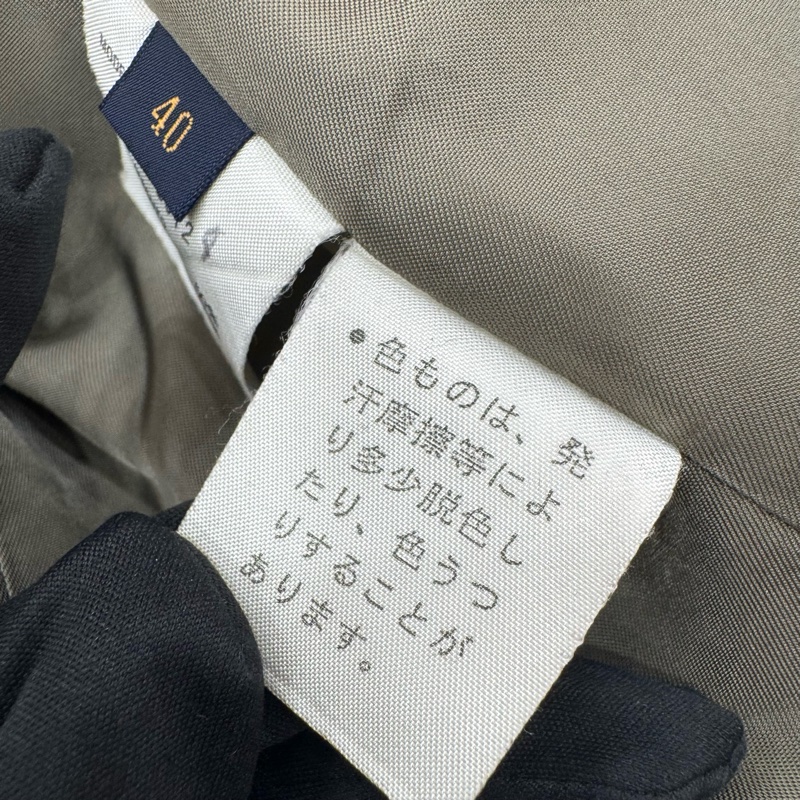 40
•色ものは、発
汗摩擦等によ
り多少脱色し
たり、色うつ
りすることが
あります。